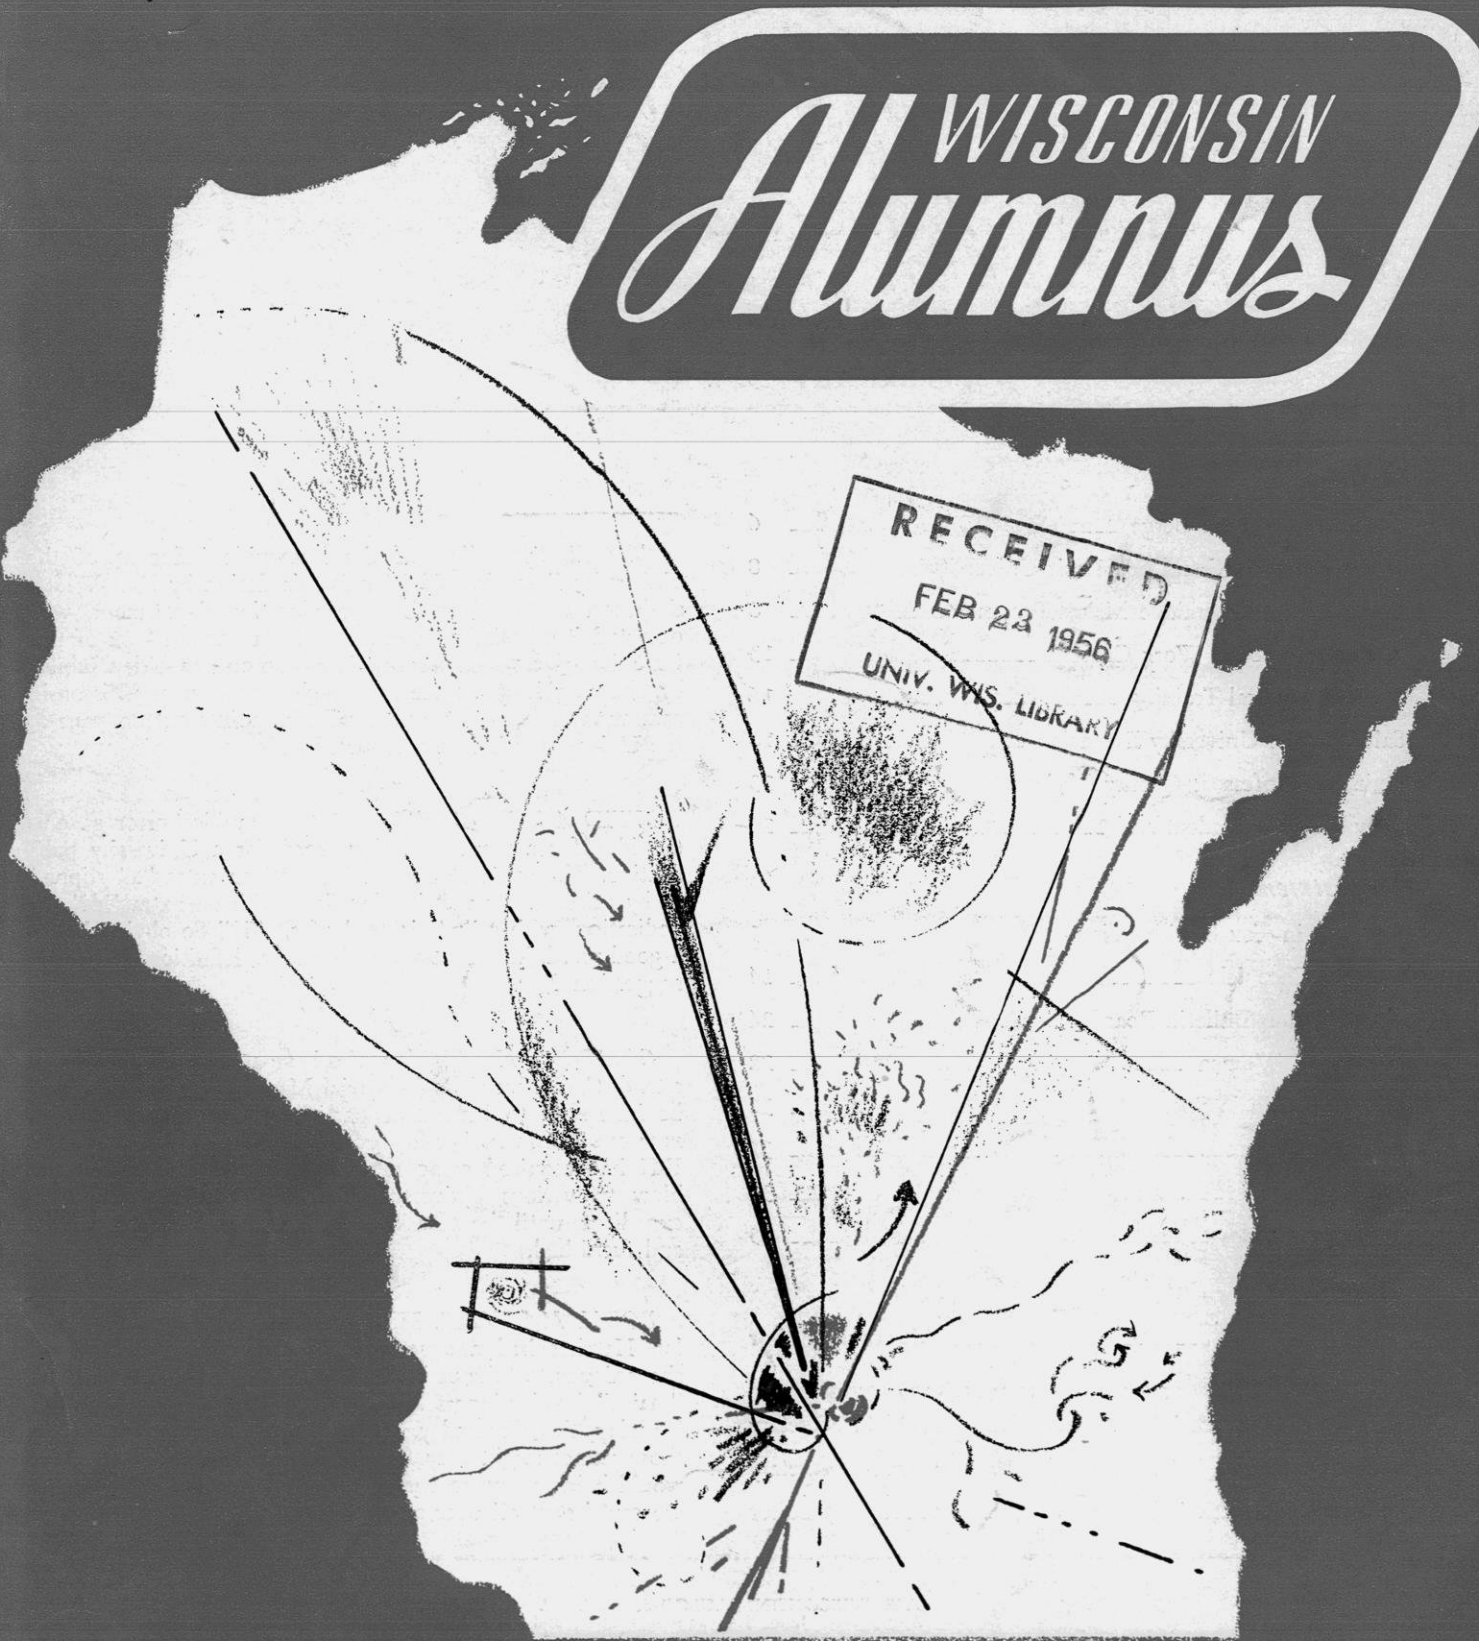 WISCONSIN
Alumnus
RECEIVED
FEB 23 1956
UNIV. WIS. LIBRARY